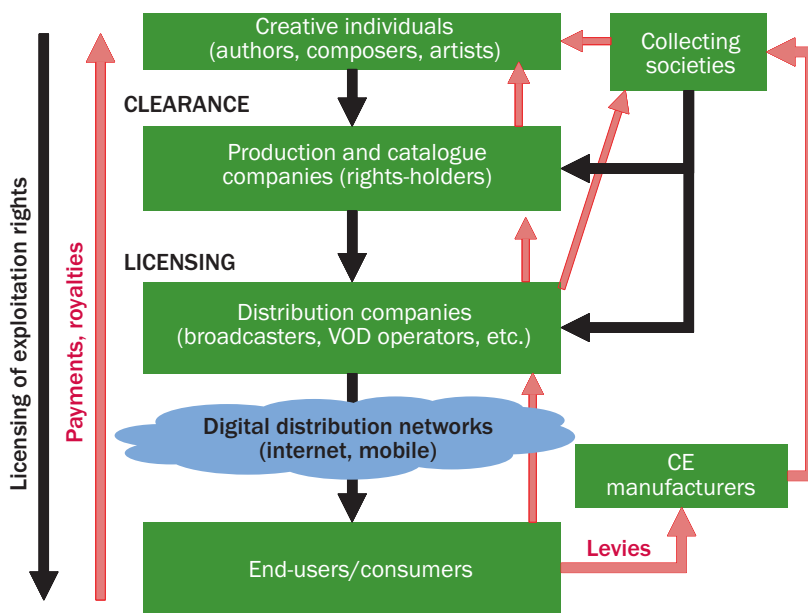 Creative individuals
(authors, composers, artists)
Collecting
societies
CLEARANCE
Production and catalogue
companies (rights-holders)
LICENSING
Distribution companies
(broadcasters, VOD operators, etc.)
Digital distribution networks
(internet, mobile)
CE
manufacturers
Levies
End-users/consumers
Licensing of exploitation rights
Payments, royalties